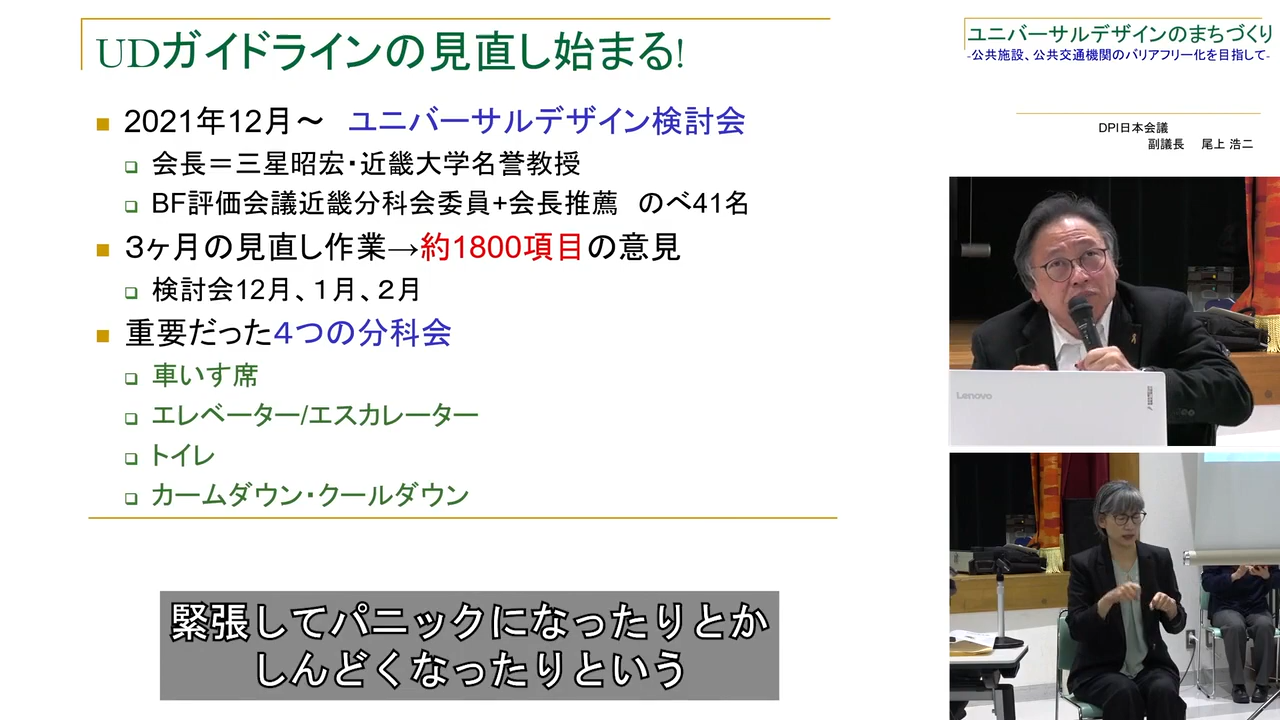 UDガイドラインの見直し始まる!
2021年12月～　ユニバーサルデザイン検討会
会長＝三星昭宏・近畿大学名誉教授
BF評価会議近畿分科会委員+会長推薦　のべ41名
３ヶ月の見直し作業→約1800項目の意見
検討会12月、１月、２月
重要だった４つの分科会
車いす席
エレベーター/エスカレーター
トイレ
カームダウン・クールダウン
緊張してパニックになったりとか
しんどくなったりという
ユニバーサルデザインのまちづくり
-公共施設、公共交通機関のバリアフリー化を目指して-
DPI日本会議
副議長　尾上 浩二
Lenovo